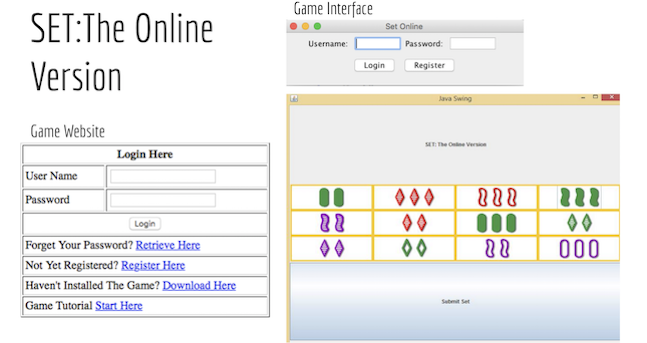 SET:The Online
Version
Game Website
Login Here
User Name
Password
Login
Forget Your Password? Retrieve Here
Not Yet Registered? Register Here
Haven't Installed The Game? Download Here
Game Tutorial Start Here
Game Interface
Set Online
Username: Password:
Login Register
Java Swing
SET: The Online Version
Submit Set